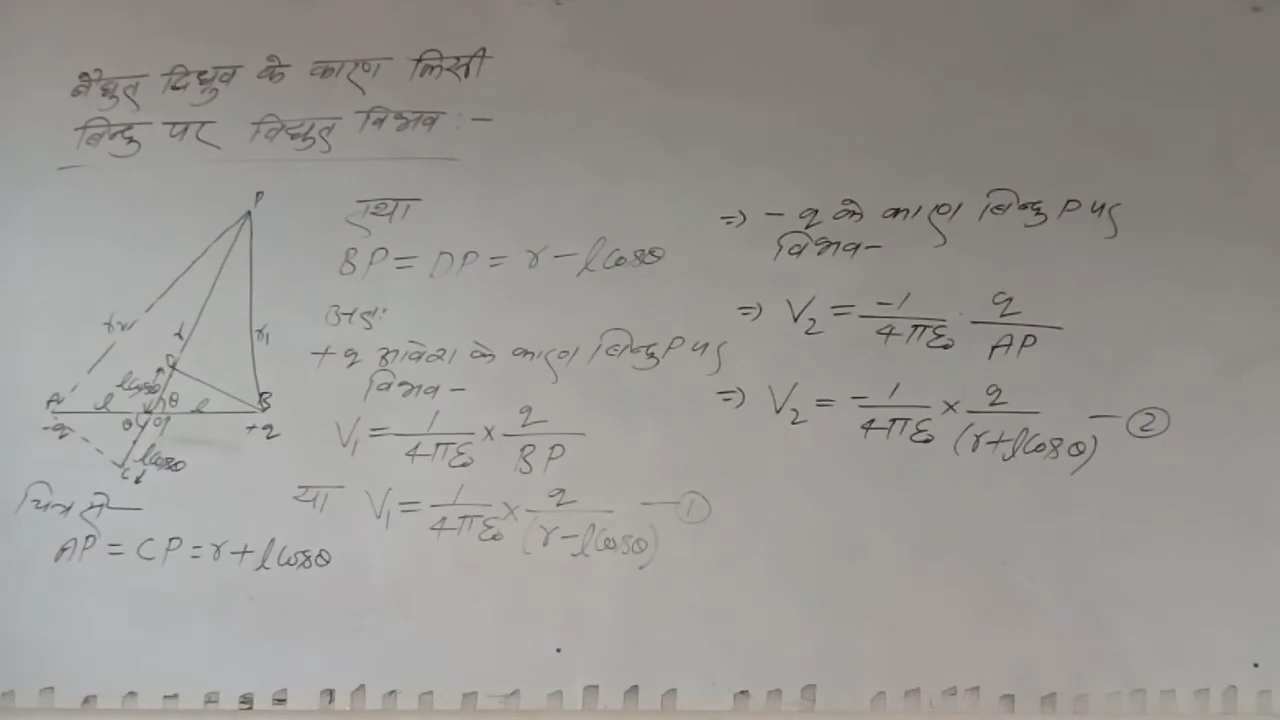 वैद्युत द्विध्रुव के कारण किसी
बिन्दु पर विद्युत विभव :-
P
r
r₁
D
lcosθ
A
l
O
θ
l
B
-q
θ
+q
lcosθ
C
चित्र से—
AP = CP = r + lcosθ
तथा
BP = DP = r - lcosθ
अतः
+q आवेश के कारण बिन्दु P पर
विभव -
V₁ = 1/4πε₀ × q/BP
या V₁ = 1/4πε₀ × q/(r - lcosθ) — ①
=> -q के कारण बिन्दु P पर
विभव -
=> V₂ = -1/4πε₀ . q/AP
=> V₂ = -1/4πε₀ × q/(r + lcosθ) — ②